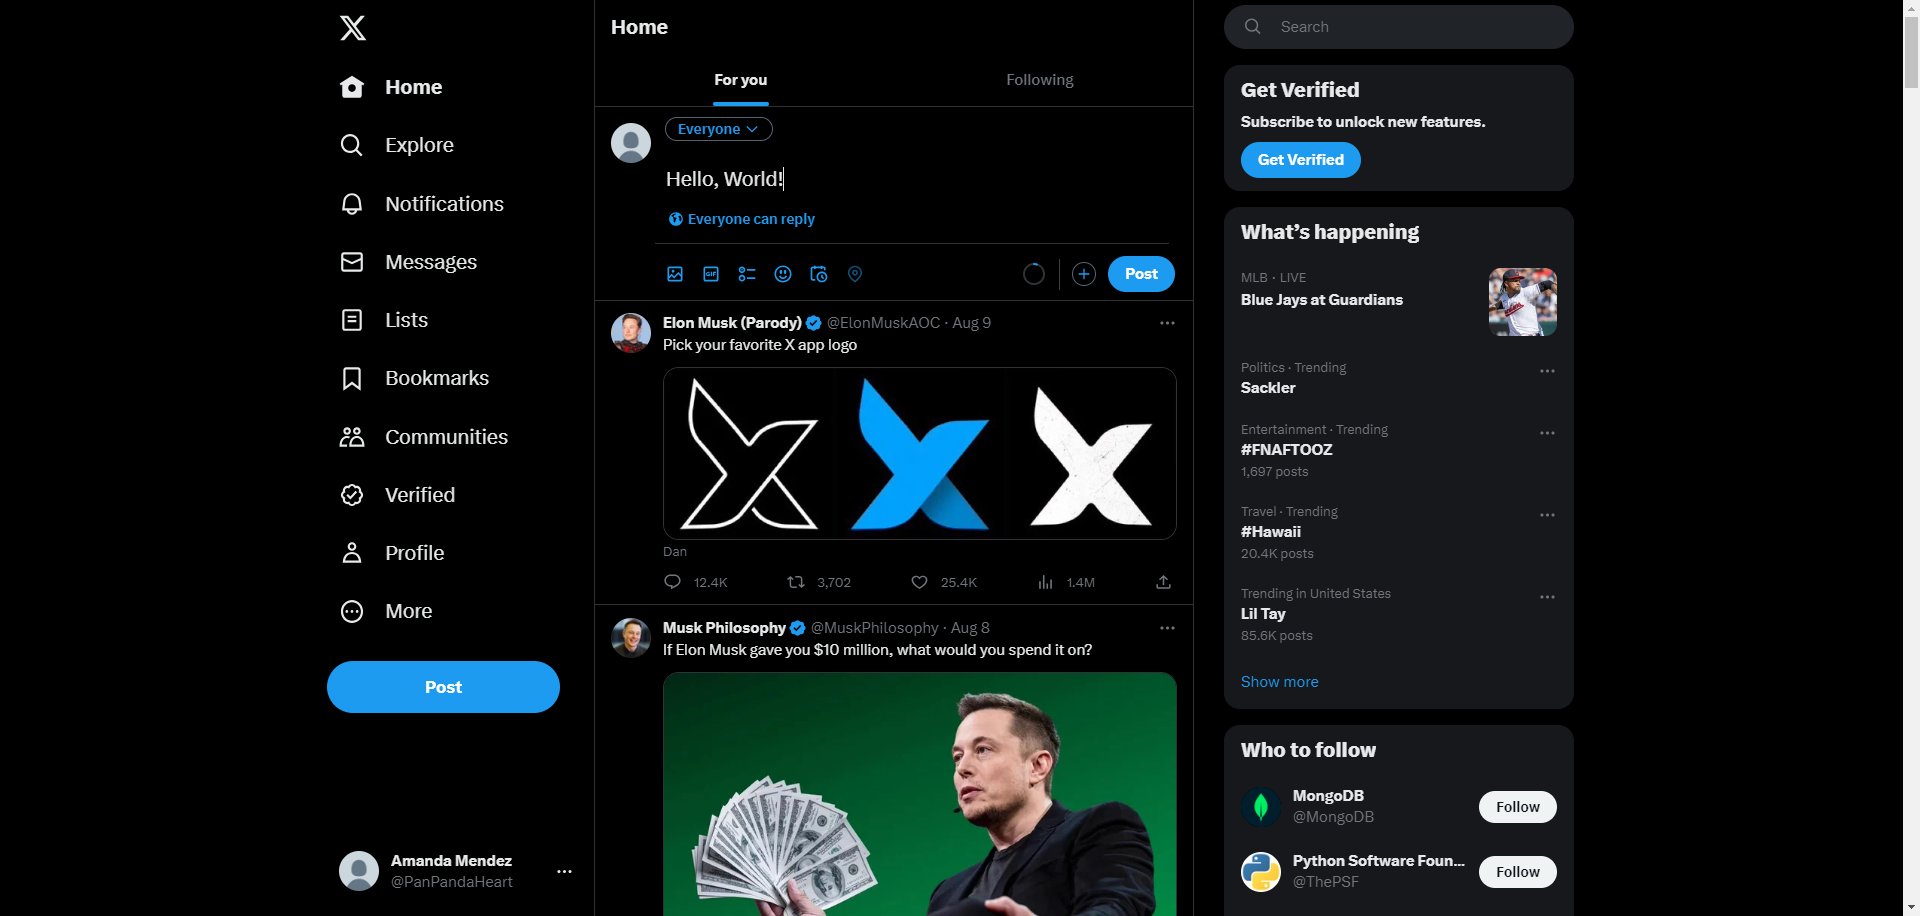 Home
Explore
Notifications
Messages
Lists
Bookmarks
Communities
Verified
Profile
More
Post
Amanda Mendez
@PanPandaHeart
Home
For you
Following
Everyone
Hello, World!
Everyone can reply
GIF
Post
Elon Musk (Parody) @ElonMuskAOC · Aug 9
Pick your favorite X app logo
Dan
12.4K 3,702 25.4K 1.4M
Musk Philosophy @MuskPhilosophy · Aug 8
If Elon Musk gave you $10 million, what would you spend it on?
Search
Get Verified
Subscribe to unlock new features.
Get Verified
What’s happening
MLB · LIVE
Blue Jays at Guardians
Politics · Trending
Sackler
Entertainment · Trending
#FNAFTOOZ
1,697 posts
Travel · Trending
#Hawaii
20.4K posts
Trending in United States
Lil Tay
85.6K posts
Show more
Who to follow
MongoDB
@MongoDB
Follow
Python Software Foun...
@ThePSF
Follow